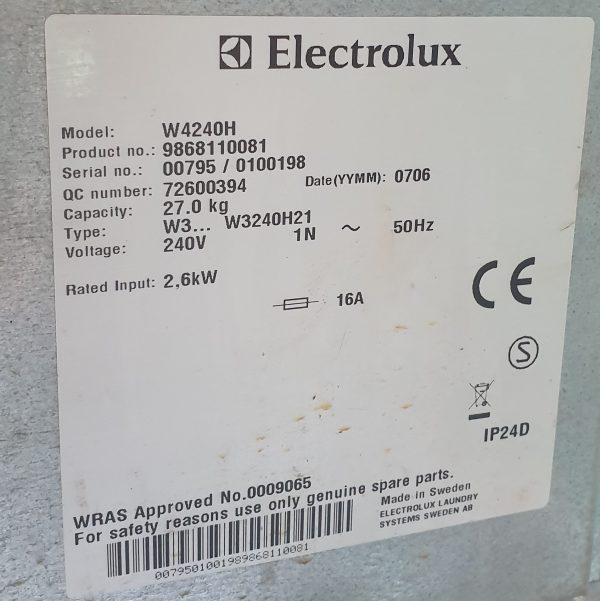 Electrolux
Model: W4240H
Product no.: 9868110081
Serial no.: 00795 / 0100198
QC number: 72600394 Date(YYMM): 0706
Capacity: 27.0 kg
Type: W3... W3240H21
Voltage: 240V 1N ~ 50Hz
Rated Input: 2,6kW
16A
CE
S
IP24D
WRAS Approved No.0009065
For safety reasons use only genuine spare parts.
Made in Sweden
ELECTROLUX LAUNDRY
SYSTEMS SWEDEN AB
0079501001989868110081